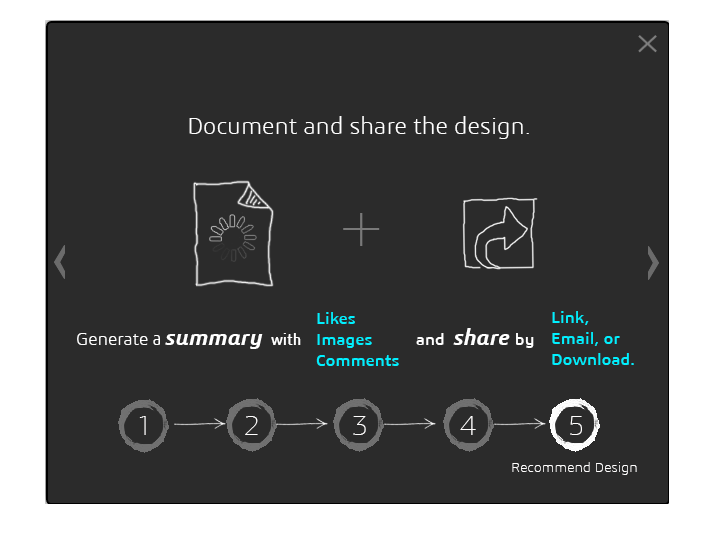 Document and share the design.
Generate a summary with
Likes
Images
Comments
and share by
Link,
Email, or
Download.
1 2 3 4 5
Recommend Design